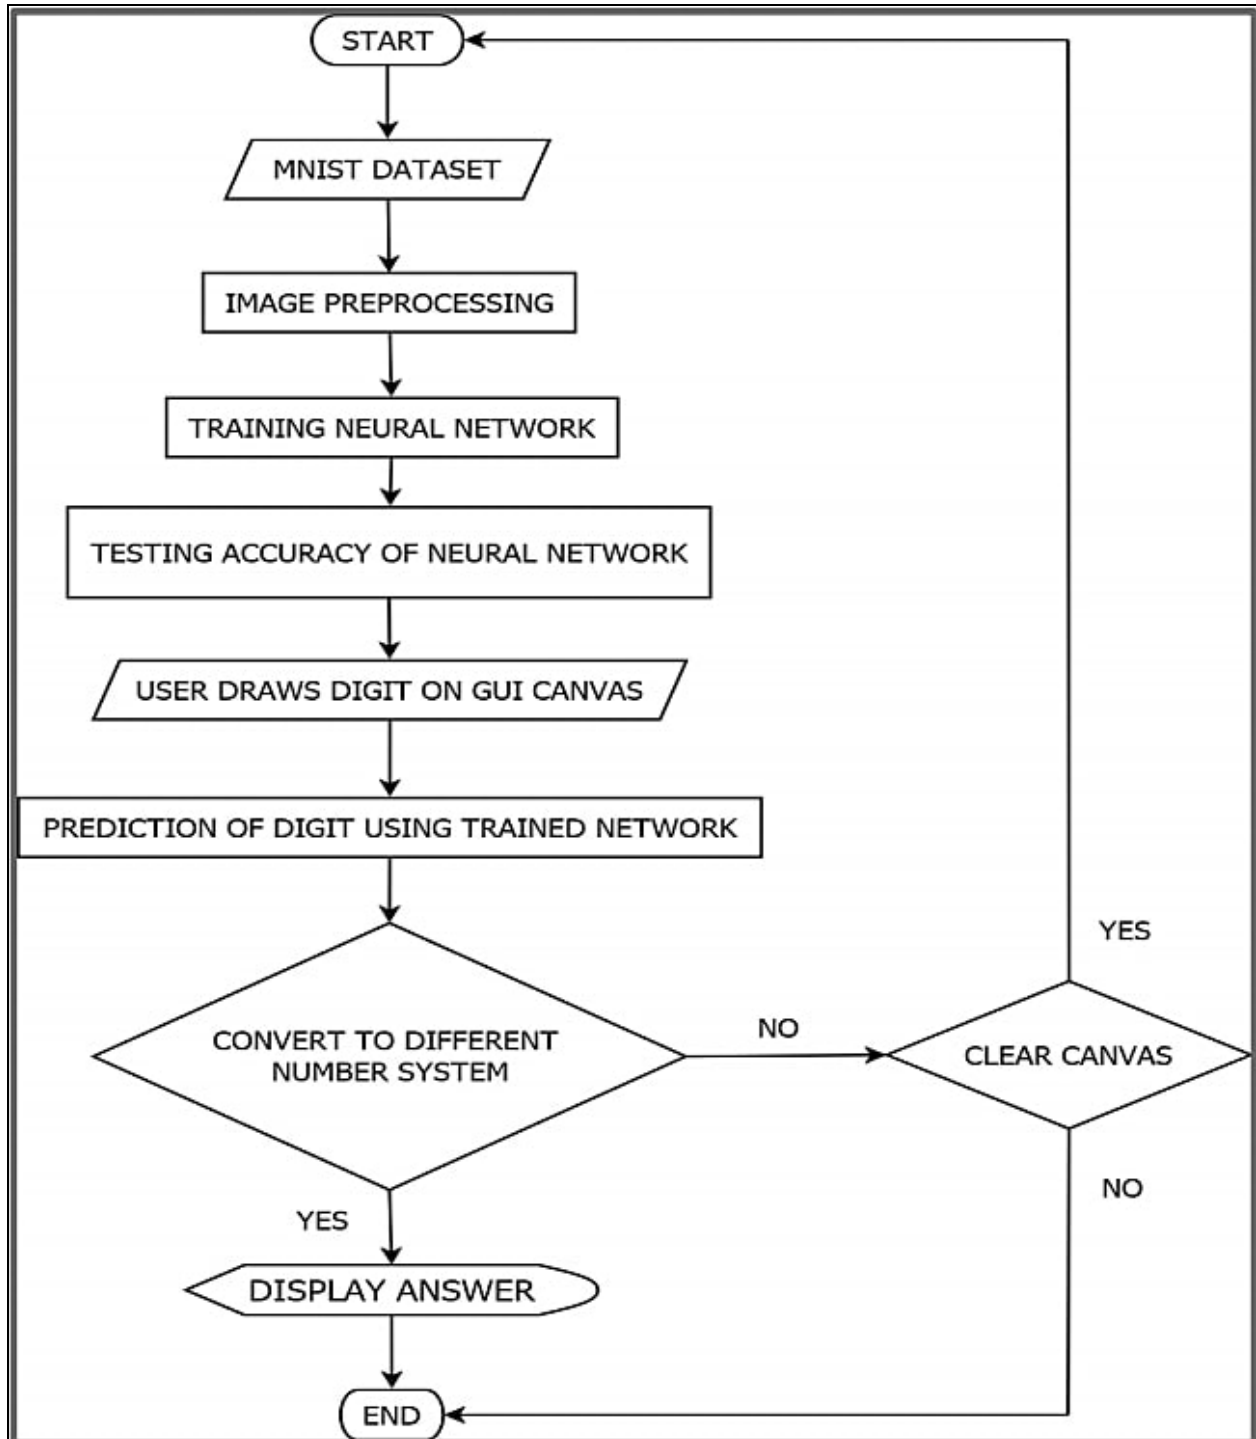 START
MNIST DATASET
IMAGE PREPROCESSING
TRAINING NEURAL NETWORK
TESTING ACCURACY OF NEURAL NETWORK
USER DRAWS DIGIT ON GUI CANVAS
PREDICTION OF DIGIT USING TRAINED NETWORK
CONVERT TO DIFFERENT
NUMBER SYSTEM
NO
CLEAR CANVAS
YES
NO
YES
DISPLAY ANSWER
END